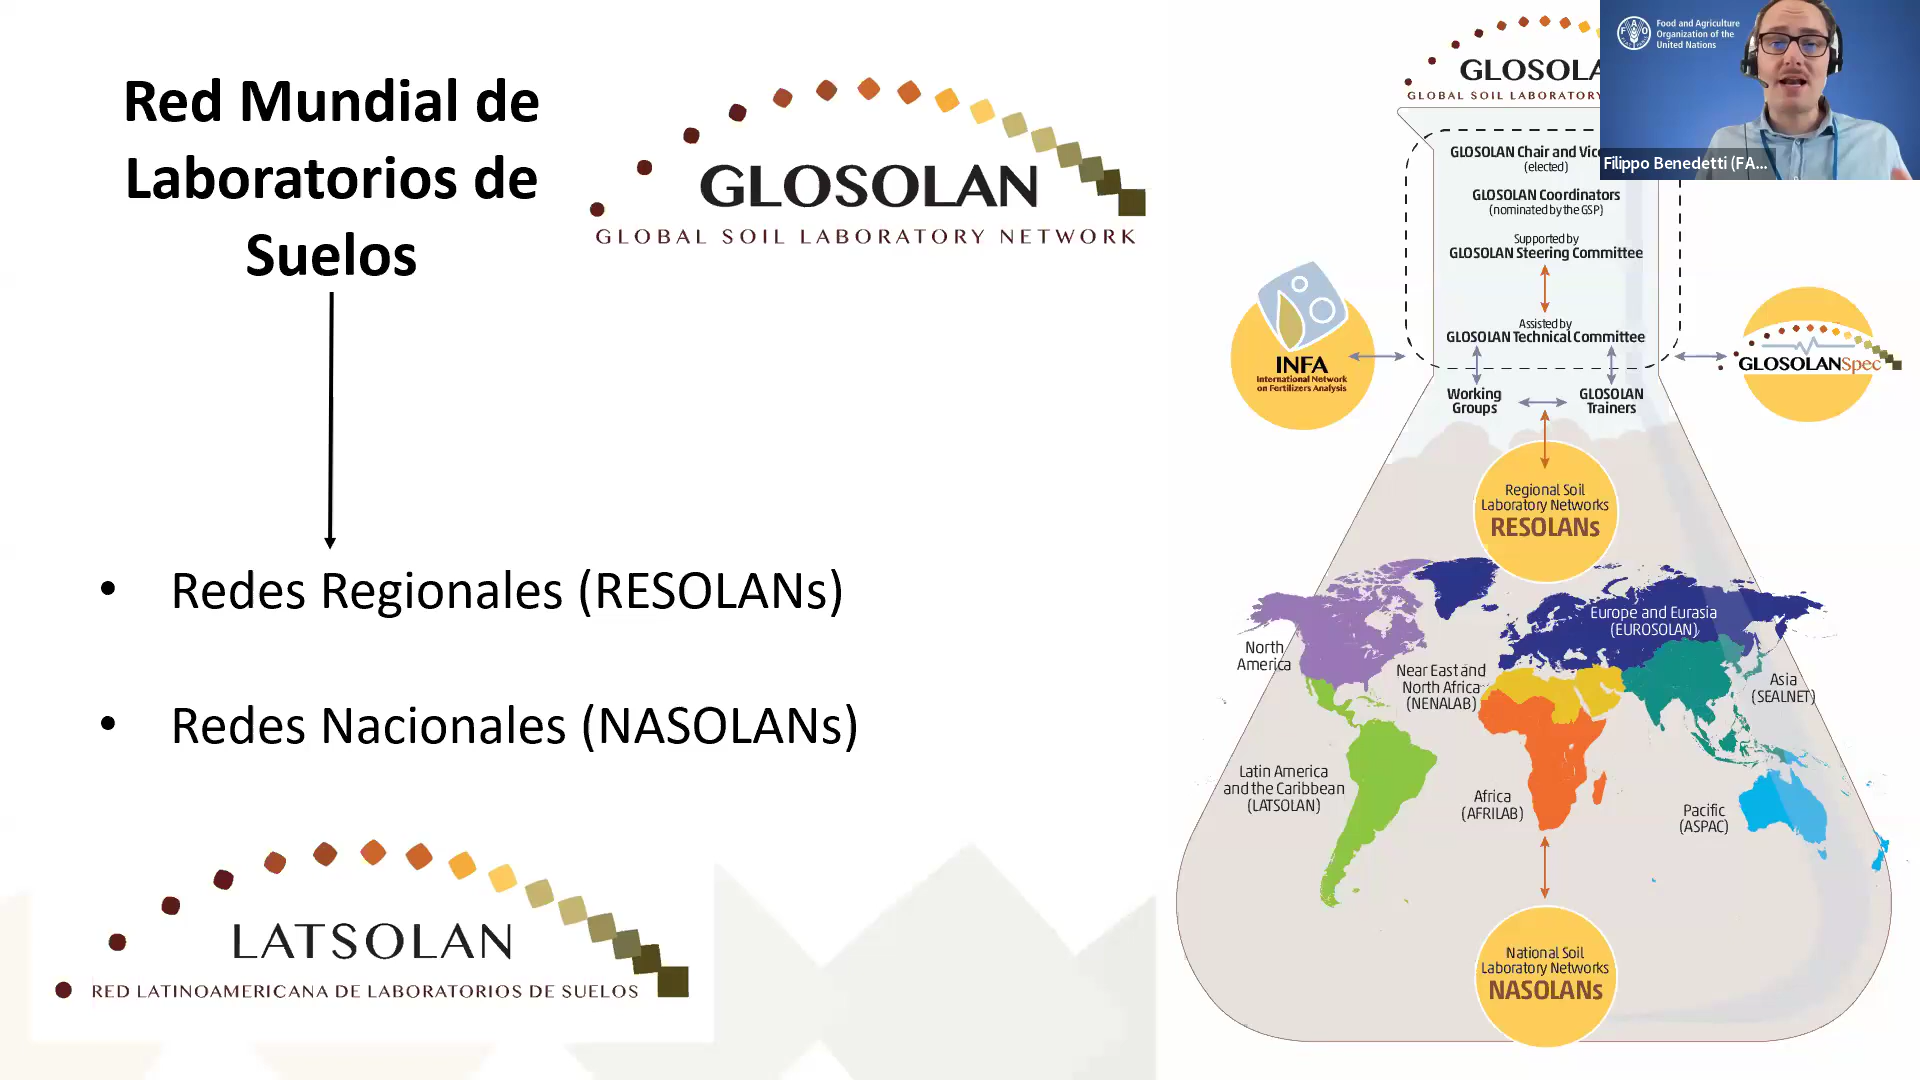 Red Mundial de
Laboratorios de
Suelos
GLOSOLAN
GLOBAL SOIL LABORATORY NETWORK
• Redes Regionales (RESOLANs)
• Redes Nacionales (NASOLANs)
LATSOLAN
RED LATINOAMERICANA DE LABORATORIOS DE SUELOS
GLOBAL SOIL LABORATORY
GLOSOLAN Chair and
(elected)
GLOSOLAN Coordinators
(nominated by the GSP)
Supported by
GLOSOLAN Steering Committee
Assisted by
GLOSOLAN Technical Committee
Working
Groups
GLOSOLAN
Trainers
INFA
International Network
on Fertilizers Analysis
GLOSOLANSpec
Regional Soil
Laboratory Networks
RESOLANs
North
America
Europe and Eurasia
(EUROSOLAN)
Near East and
North Africa
(NENALAB)
Asia
(SEALNET)
Latin America
and the Caribbean
(LATSOLAN)
Africa
(AFRILAB)
Pacific
(ASPAC)
National Soil
Laboratory Networks
NASOLANs
Food and Agriculture
Organization of the
United Nations
Filippo Benedetti (FA...